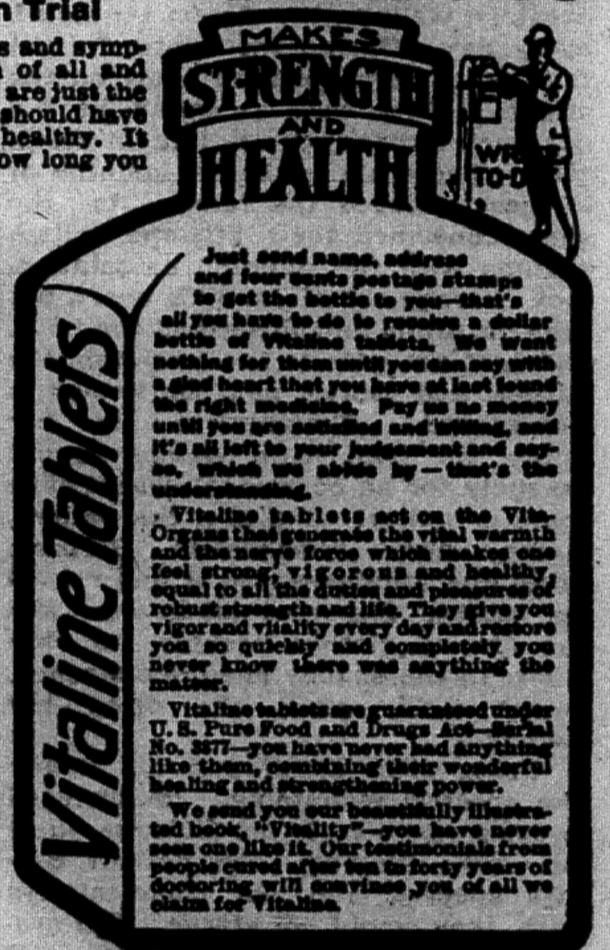 n Trial
s and symp-
of all and
are just the
should have
healthy. It
ow long you
MAKES
STRENGTH
AND
HEALTH
WRITE
TO-D
Vitaline Tablets
Just send name, address
and four cents postage stamps
to get the bottle to you—that's
all you have to do to receive a dollar
bottle of Vitaline tablets. We want
nothing for them until you can say with
a glad heart that you have at last found
the right medicine. Pay us no money
until you are satisfied and willing, and
it's all left to your judgement and say-
so, which we abide by—that's the
understanding.
Vitaline tablets act on the Vita-
Organs that generate the vital warmth
and the nerve force which makes one
feel strong, vigorous and healthy,
equal to all the duties and pleasures of
robust strength and life. They give you
vigor and vitality every day and restore
you so quickly and completely you
never know there was anything the
matter.
Vitaline tablets are guaranteed under
U. S. Pure Food and Drugs Act—Serial
No. 3877—you have never had anything
like them, combining their wonderful
healing and strengthening power.
We send you our beautifully illustra-
ted book, "Vitality"—you have never
seen one like it. Our testimonials from
people cured after ten to forty years of
doctoring will convince you of all we
claim for Vitaline.